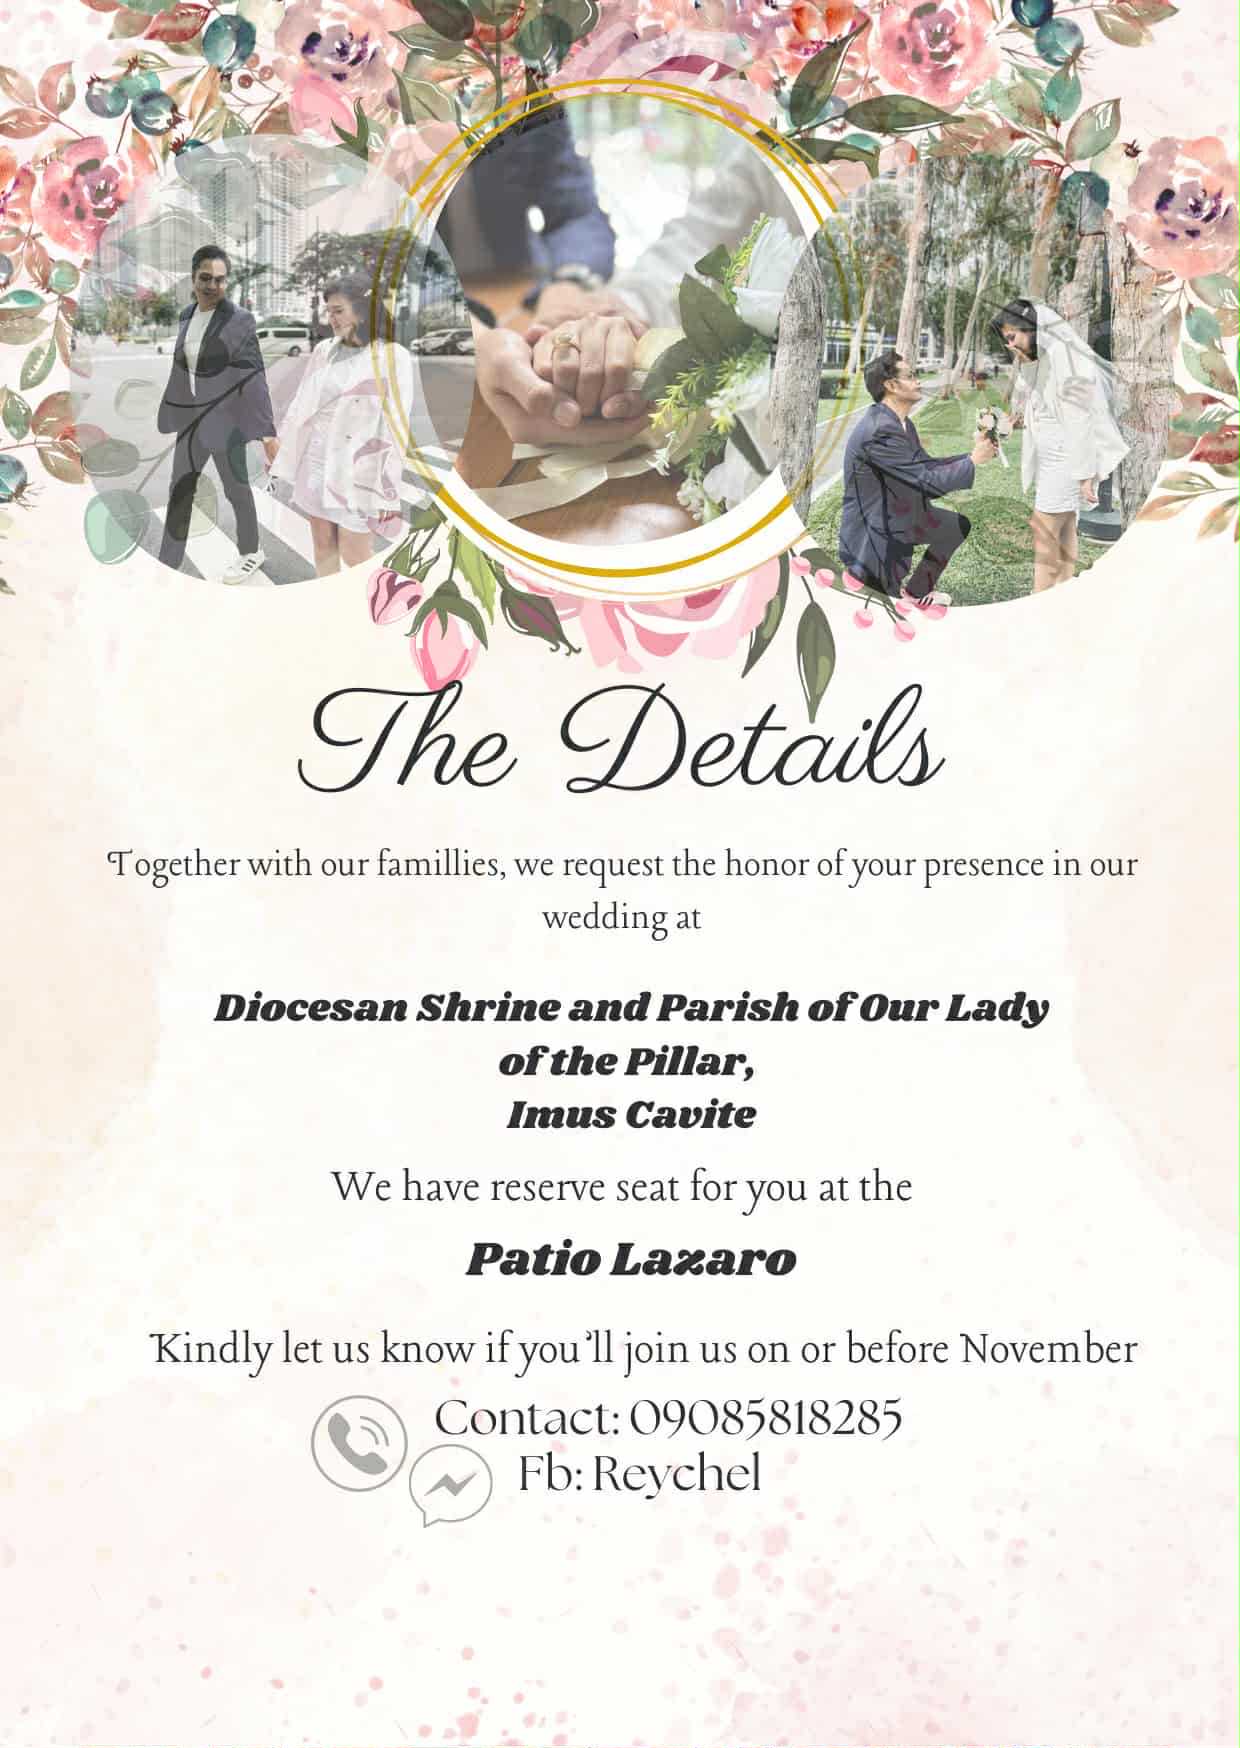 The Details
Together with our famillies, we request the honor of your presence in our
wedding at
Diocesan Shrine and Parish of Our Lady
of the Pillar,
Imus Cavite
We have reserve seat for you at the
Patio Lazaro
Kindly let us know if you'll join us on or before November
Contact: 09085818285
Fb: Reychel